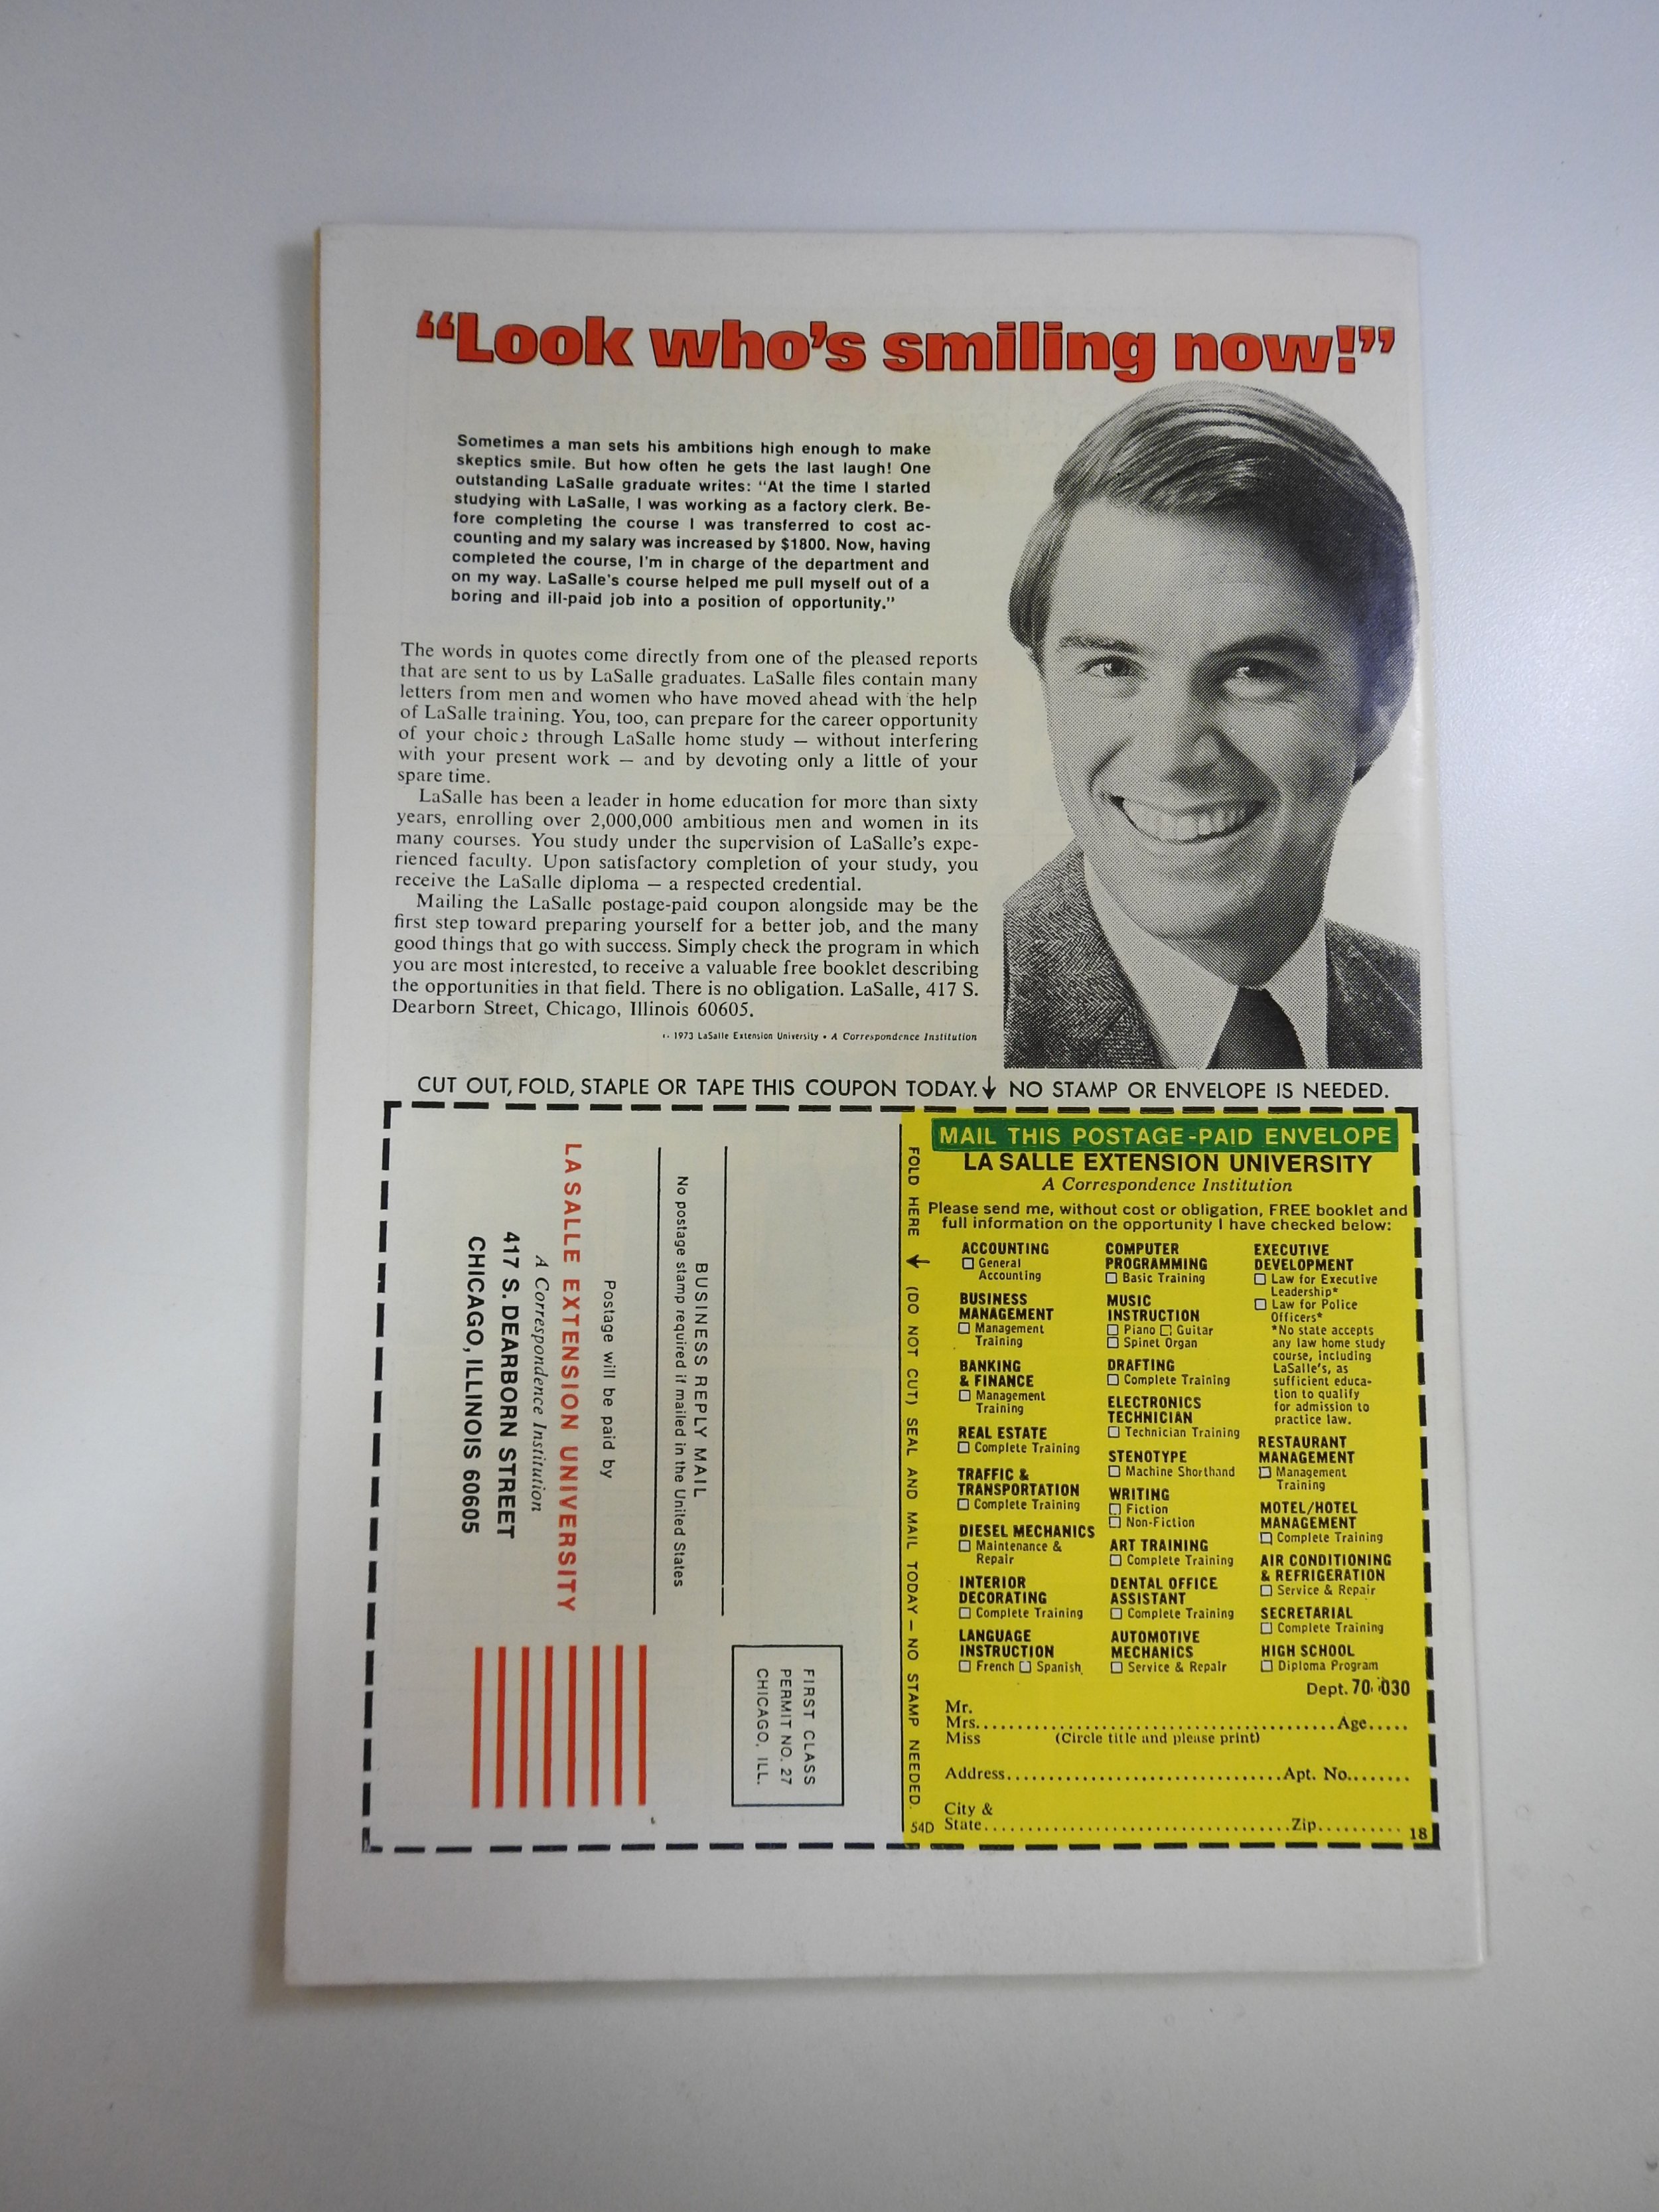 “Look who’s smiling now!”
Sometimes a man sets his ambitions high enough to make
skeptics smile. But how often he gets the last laugh! One
outstanding LaSalle graduate writes: “At the time I started
studying with LaSalle, I was working as a factory clerk. Be-
fore completing the course I was transferred to cost ac-
counting and my salary was increased by $1800. Now, having
completed the course, I’m in charge of the department and
on my way. LaSalle’s course helped me pull myself out of a
boring and ill-paid job into a position of opportunity.”
The words in quotes come directly from one of the pleased reports
that are sent to us by LaSalle graduates. LaSalle files contain many
letters from men and women who have moved ahead with the help
of LaSalle training. You, too, can prepare for the career opportunity
of your choice through LaSalle home study — without interfering
with your present work — and by devoting only a little of your
spare time.
LaSalle has been a leader in home education for more than sixty
years, enrolling over 2,000,000 ambitious men and women in its
many courses. You study under the supervision of LaSalle’s expe-
rienced faculty. Upon satisfactory completion of your study, you
receive the LaSalle diploma — a respected credential.
Mailing the LaSalle postage-paid coupon alongside may be the
first step toward preparing yourself for a better job, and the many
good things that go with success. Simply check the program in which
you are most interested, to receive a valuable free booklet describing
the opportunities in that field. There is no obligation. LaSalle, 417 S.
Dearborn Street, Chicago, Illinois 60605.
© 1973 LaSalle Extension University • A Correspondence Institution
CUT OUT, FOLD, STAPLE OR TAPE THIS COUPON TODAY. ↓ NO STAMP OR ENVELOPE IS NEEDED.
FIRST CLASS
PERMIT NO. 27
CHICAGO, ILL.
BUSINESS REPLY MAIL
No postage stamp required if mailed in the United States
Postage will be paid by
LA SALLE EXTENSION UNIVERSITY
A Correspondence Institution
417 S. DEARBORN STREET
CHICAGO, ILLINOIS 60605
FOLD HERE ↓ (DO NOT CUT) SEAL AND MAIL TODAY — NO STAMP NEEDED.
MAIL THIS POSTAGE-PAID ENVELOPE
LA SALLE EXTENSION UNIVERSITY
A Correspondence Institution
Please send me, without cost or obligation, FREE booklet and
full information on the opportunity I have checked below:
ACCOUNTING
☐ General
Accounting
BUSINESS
MANAGEMENT
☐ Management
Training
BANKING
& FINANCE
☐ Management
Training
REAL ESTATE
☐ Complete Training
TRAFFIC &
TRANSPORTATION
☐ Complete Training
DIESEL MECHANICS
☐ Maintenance &
Repair
INTERIOR
DECORATING
☐ Complete Training
LANGUAGE
INSTRUCTION
☐ French ☐ Spanish
COMPUTER
PROGRAMMING
☐ Basic Training
MUSIC
INSTRUCTION
☐ Piano ☐ Guitar
☐ Spinet Organ
DRAFTING
☐ Complete Training
ELECTRONICS
TECHNICIAN
☐ Technician Training
STENOTYPE
☐ Machine Shorthand
WRITING
☐ Fiction
☐ Non-Fiction
ART TRAINING
☐ Complete Training
DENTAL OFFICE
ASSISTANT
☐ Complete Training
AUTOMOTIVE
MECHANICS
☐ Service & Repair
EXECUTIVE
DEVELOPMENT
☐ Law for Executive
Leadership*
☐ Law for Police
Officers*
*No state accepts
any law home study
course, including
LaSalle’s, as
sufficient educa-
tion to qualify
for admission to
practice law.
RESTAURANT
MANAGEMENT
☐ Management
Training
MOTEL/HOTEL
MANAGEMENT
☐ Complete Training
AIR CONDITIONING
& REFRIGERATION
☐ Service & Repair
SECRETARIAL
☐ Complete Training
HIGH SCHOOL
☐ Diploma Program
Dept. 70-030
Mr.
Mrs. Age
Miss (Circle title and please print)
Address Apt. No.
City &
State Zip
54D
18